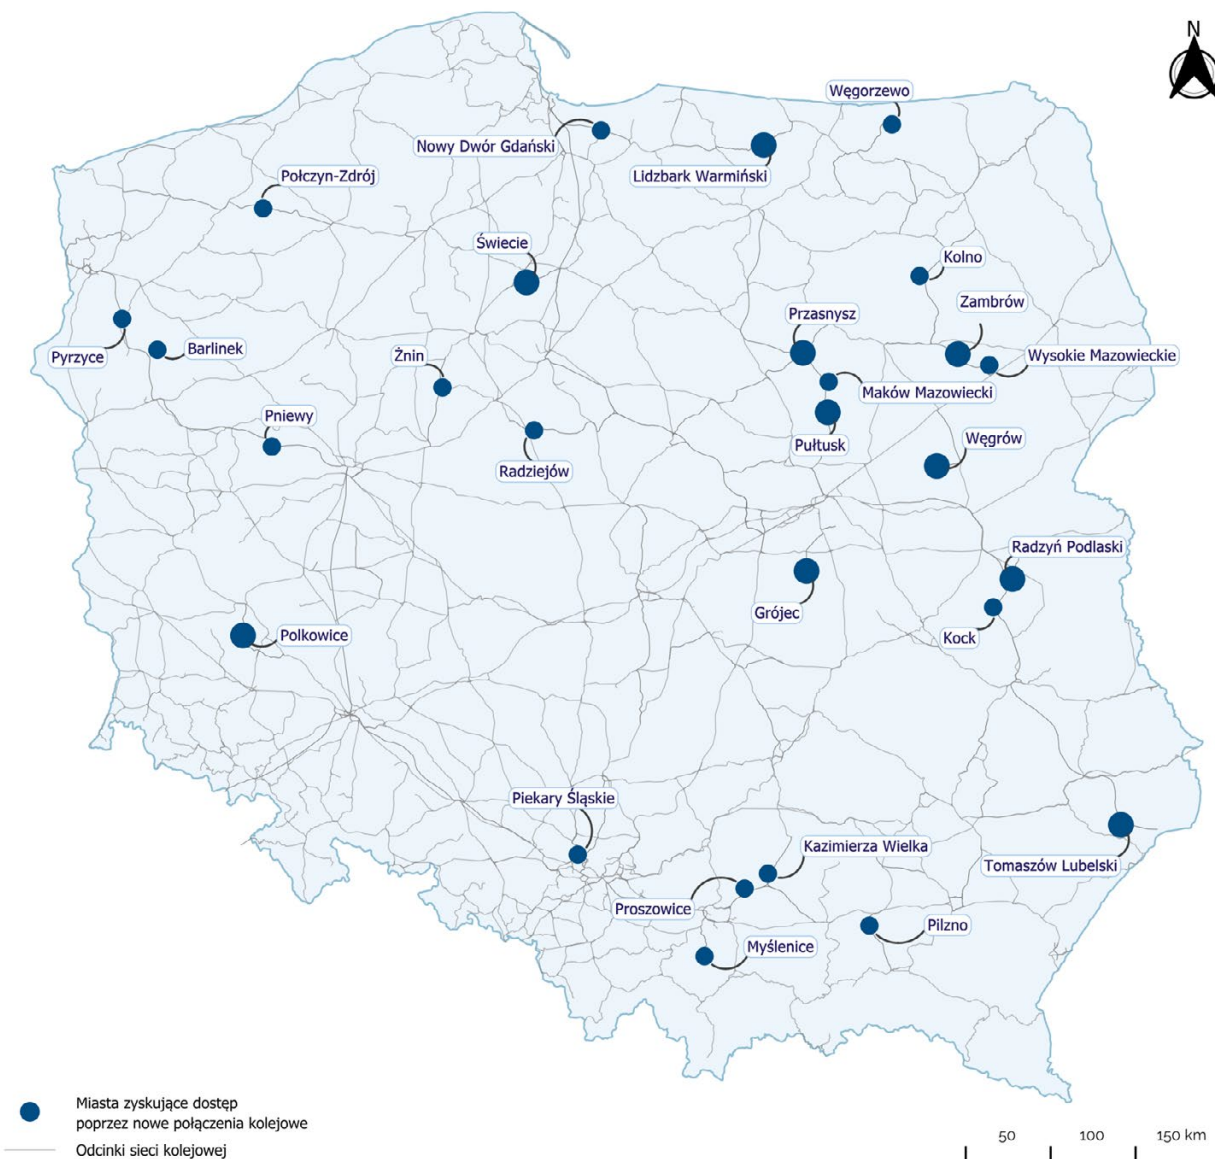 N
Węgorzewo
Nowy Dwór Gdański
Lidzbark Warmiński
Połczyn-Zdrój
Świecie
Kolno
Zambrów
Przasnysz
Pyrzyce
Barlinek
Żnin
Wysokie Mazowieckie
Maków Mazowiecki
Pniewy
Pułtusk
Węgrów
Radziejów
Radzyń Podlaski
Grójec
Kock
Polkowice
Piekary Śląskie
Kazimierza Wielka
Tomaszów Lubelski
Proszowice
Pilzno
Myślenice
Miasta zyskujące dostęp
poprzez nowe połączenia kolejowe
Odcinki sieci kolejowej
50 100 150 km